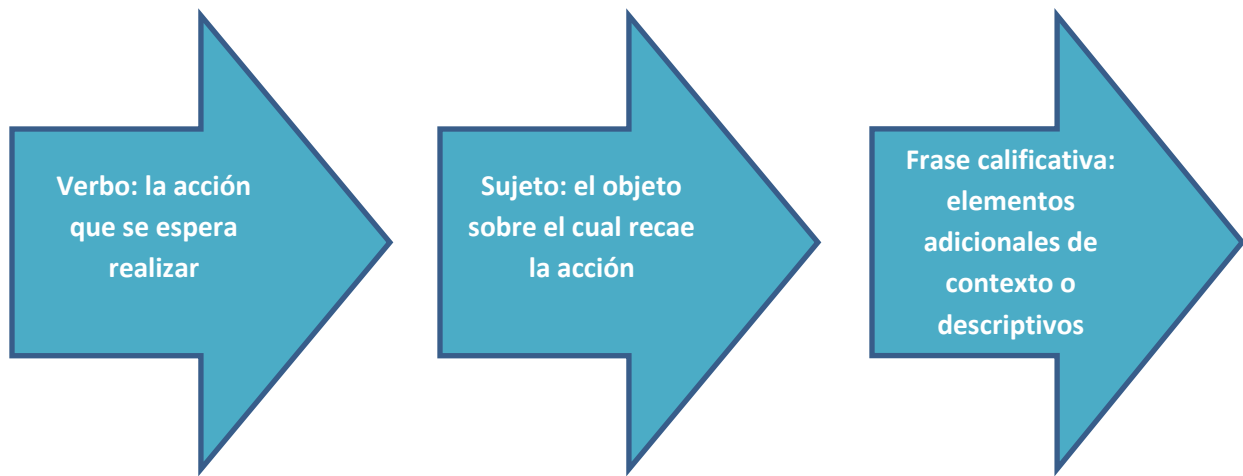 Verbo: la acción
que se espera
realizar
Sujeto: el objeto
sobre el cual recae
la acción
Frase calificativa:
elementos
adicionales de
contexto o
descriptivos